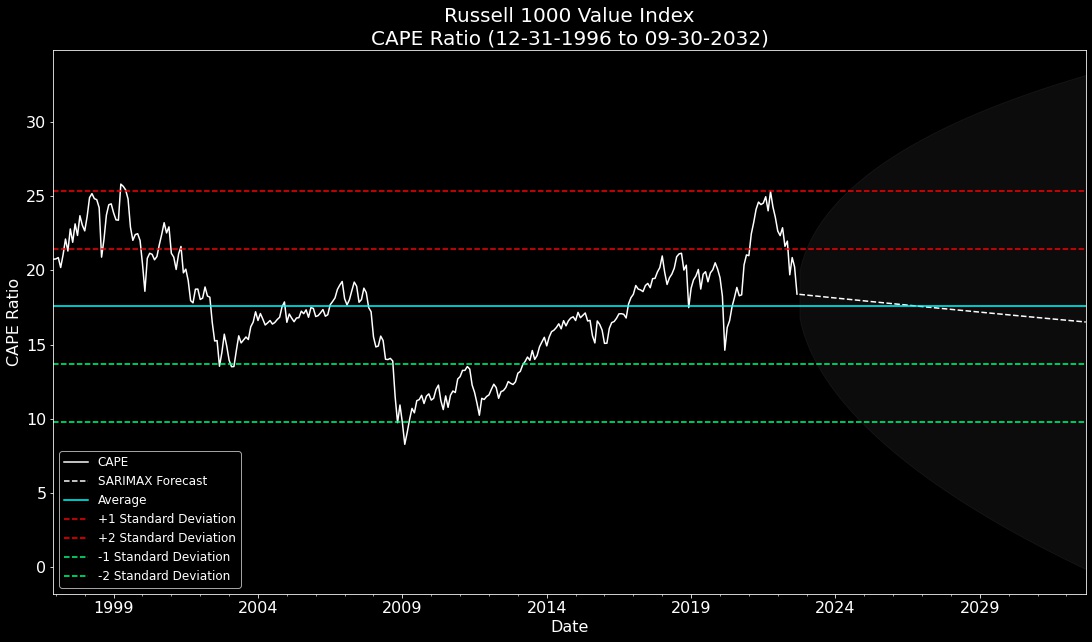 Russell 1000 Value Index
CAPE Ratio (12-31-1996 to 09-30-2032)
CAPE Ratio
30
25
20
15
10
5
0
CAPE
SARIMAX Forecast
Average
+1 Standard Deviation
+2 Standard Deviation
-1 Standard Deviation
-2 Standard Deviation
1999 2004 2009 2014 2019 2024 2029
Date